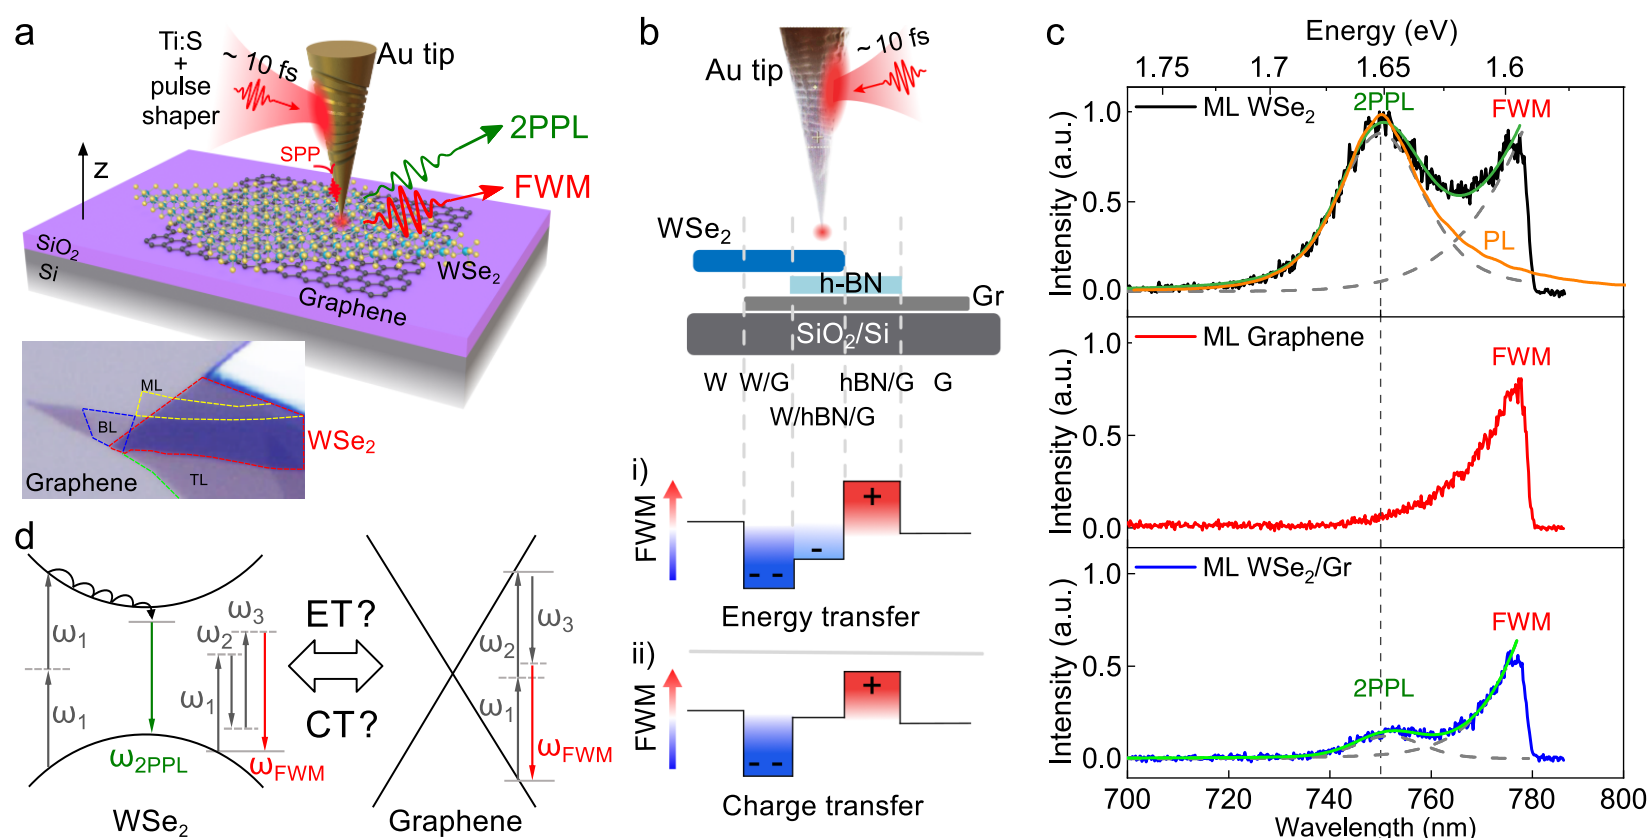 a
Ti:S
+
pulse
shaper
~ 10 fs
Au tip
SPP
2PPL
FWM
z
SiO₂
Si
WSe₂
Graphene
ML
BL
TL
WSe₂
Graphene
b
Au tip
~ 10 fs
WSe₂
h-BN
Gr
SiO₂/Si
W W/G hBN/G G
W/hBN/G
i)
FWM
+
-
- -
Energy transfer
ii)
FWM
+
- -
Charge transfer
c
Energy (eV)
1.75 1.7 1.65 1.6
Intensity (a.u.)
1.0
0.5
0.0
ML WSe₂
2PPL
FWM
PL
Intensity (a.u.)
1.0
0.5
0.0
ML Graphene
FWM
Intensity (a.u.)
1.0
0.5
0.0
ML WSe₂/Gr
FWM
2PPL
700 720 740 760 780 800
Wavelength (nm)
d
ω₁
ω₁
ω2PPL
ω₁
ω₂
ω₃
ωFWM
WSe₂
ET?
CT?
ω₂
ω₃
ω₁
ωFWM
Graphene